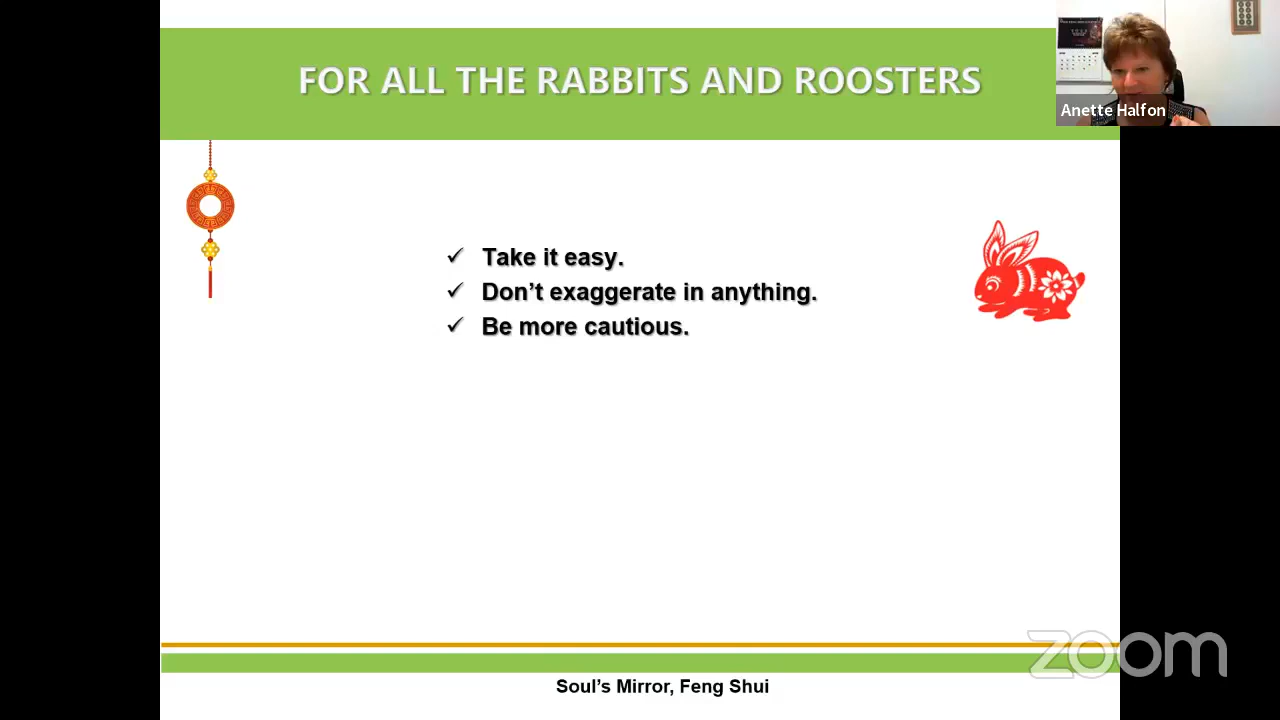 FOR ALL THE RABBITS AND ROOSTERS
Anette Halfon
✓ Take it easy.
✓ Don’t exaggerate in anything.
✓ Be more cautious.
zoom
Soul’s Mirror, Feng Shui